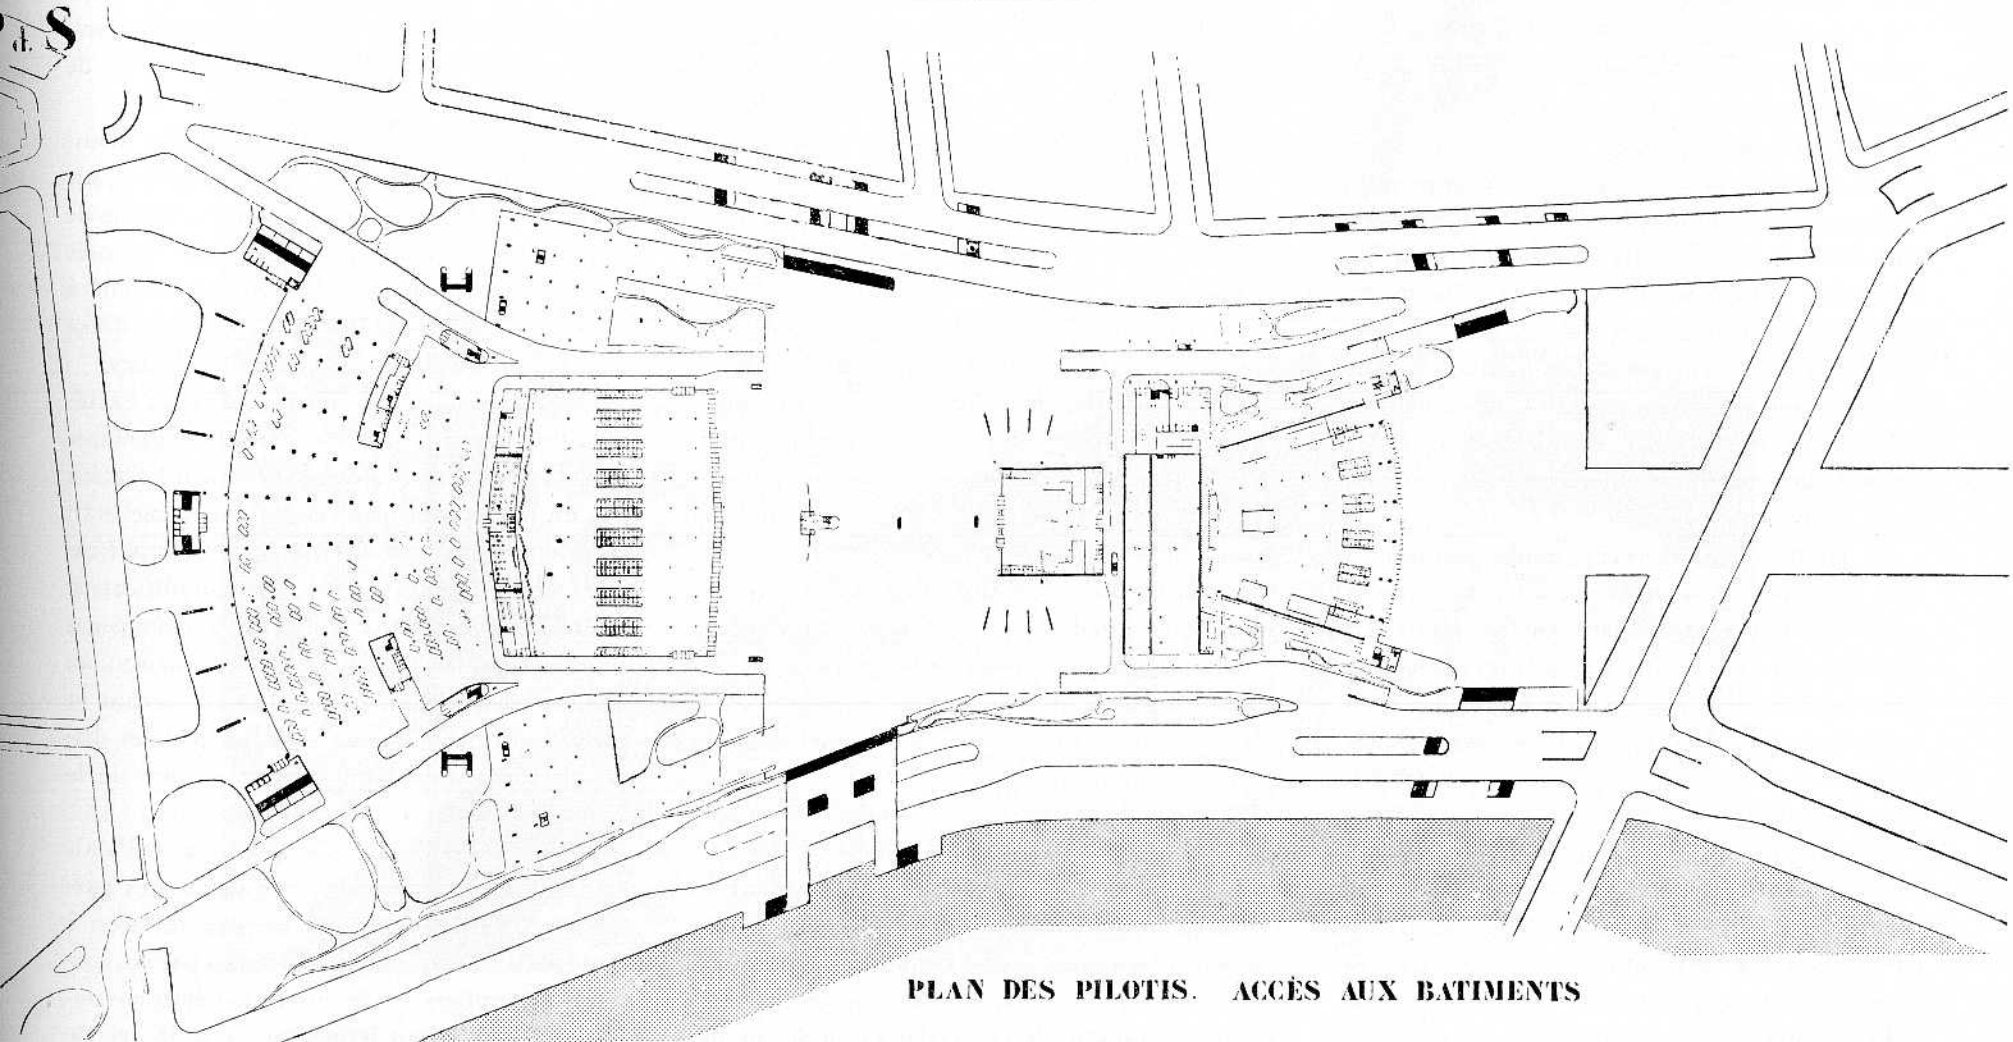 P d. S
PLAN DES PILOTIS. ACCÈS AUX BATIMENTS